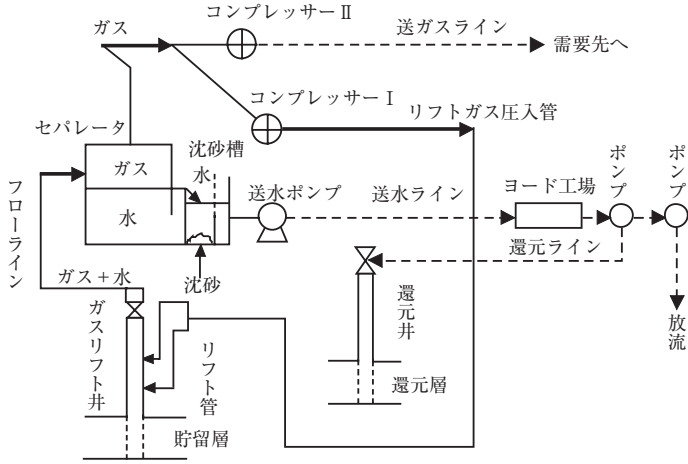 コンプレッサーⅡ
ガス
送ガスライン
需要先へ
コンプレッサーⅠ
リフトガス圧入管
セパレータ
沈砂槽
ガス
水
ポンプ
ポンプ
ヨード工場
送水ポンプ
送水ライン
フローライン
水
還元ライン
ガス+水
沈砂
ガスリフト井
還元井
放流
リフト管
還元層
貯留層